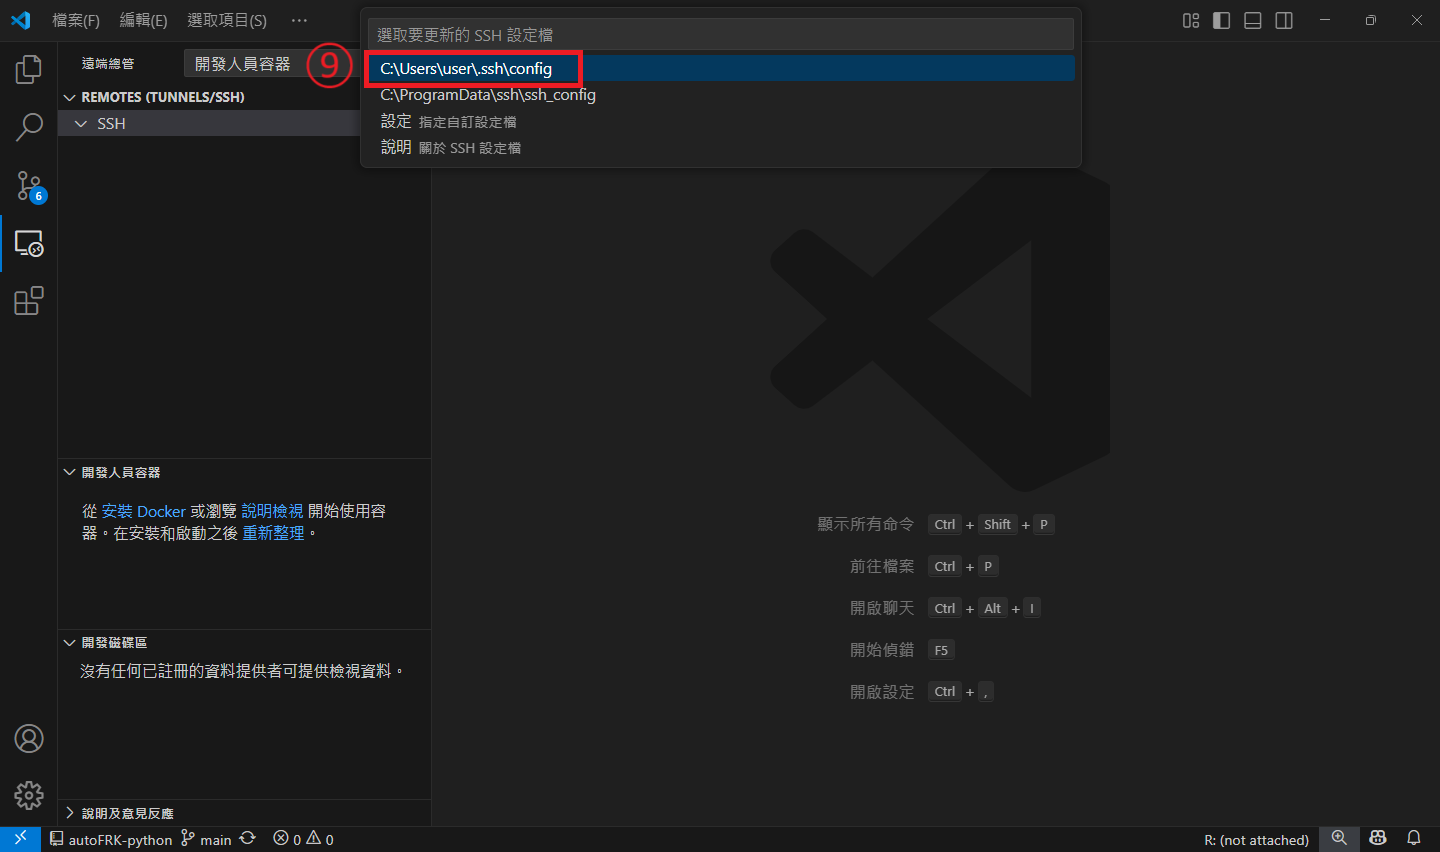 檔案(F) 編輯(E) 選取項目(S) ···
選取要更新的 SSH 設定檔
遠端總管 開發人員容器 ⑨
C:\Users\user\.ssh\config
C:\ProgramData\ssh\ssh_config
設定 指定自訂設定檔
說明 關於 SSH 設定檔
REMOTES (TUNNELS/SSH)
SSH
6
開發人員容器
從 安裝 Docker 或瀏覽 說明檢視 開始使用容
器。在安裝和啟動之後 重新整理。
開發磁碟區
沒有任何已註冊的資料提供者可提供檢視資料。
說明及意見反應
顯示所有命令 Ctrl + Shift + P
前往檔案 Ctrl + P
開啟聊天 Ctrl + Alt + I
開始偵錯 F5
開啟設定 Ctrl + ,
autoFRK-python main 0 0 R: (not attached)